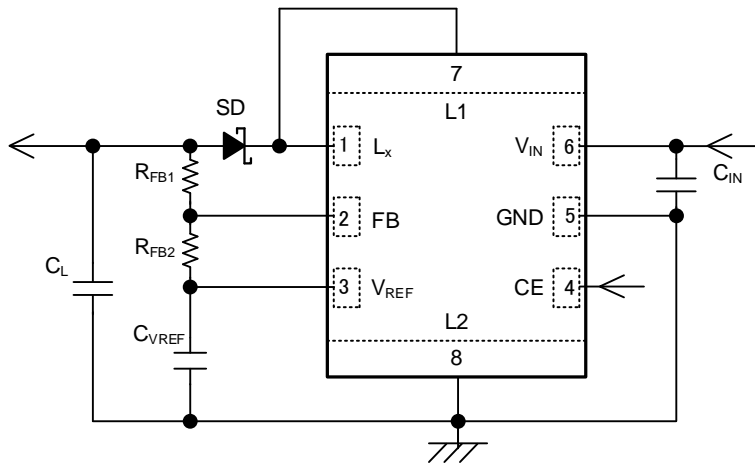 7
L1
SD
1 Lx
VIN 6
CIN
RFB1
2 FB
GND 5
RFB2
CL
3 VREF
CE 4
CVREF
L2
8